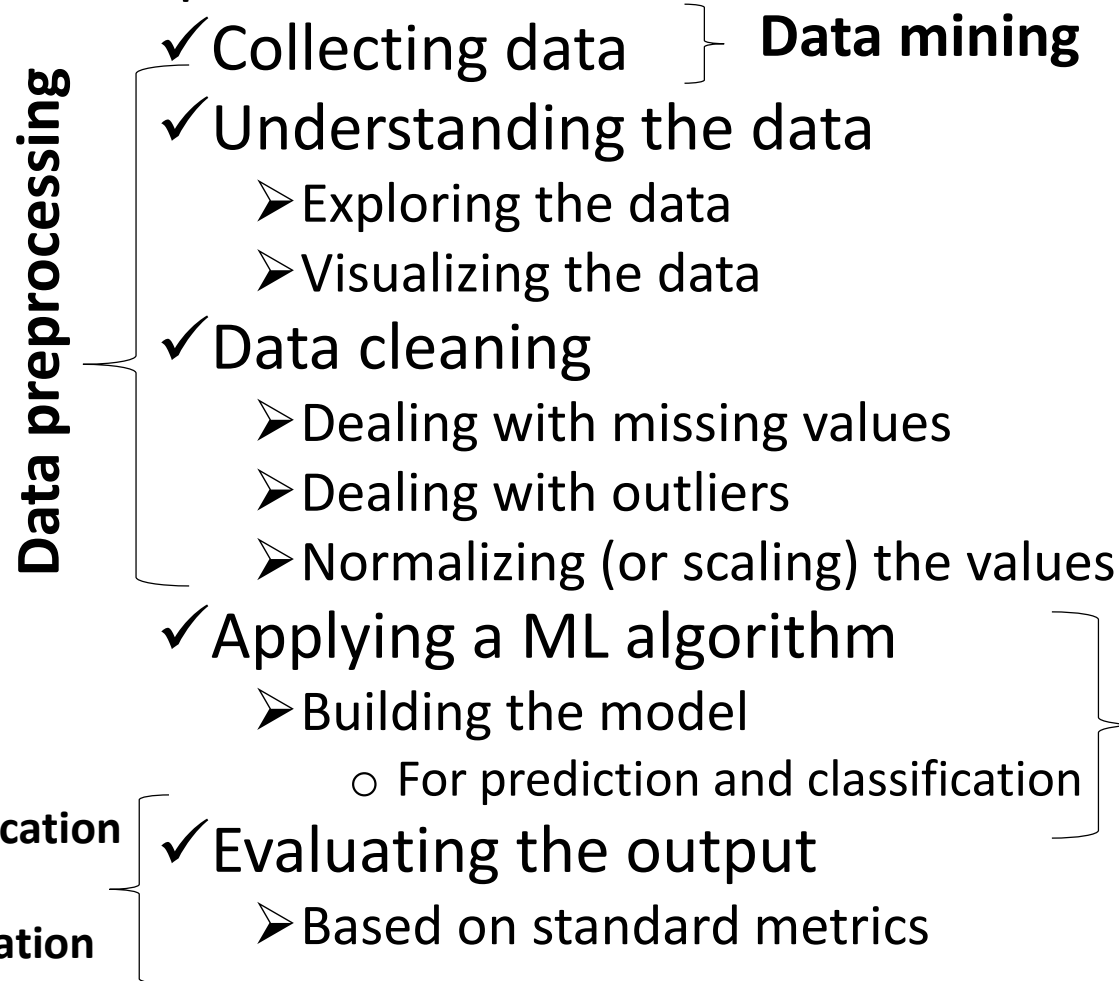 ✓Collecting data
Data mining
Data preprocessing
✓Understanding the data
➢Exploring the data
➢Visualizing the data
✓Data cleaning
➢Dealing with missing values
➢Dealing with outliers
➢Normalizing (or scaling) the values
✓Applying a ML algorithm
➢Building the model
o For prediction and classification
cation
✓Evaluating the output
ation
➢Based on standard metrics